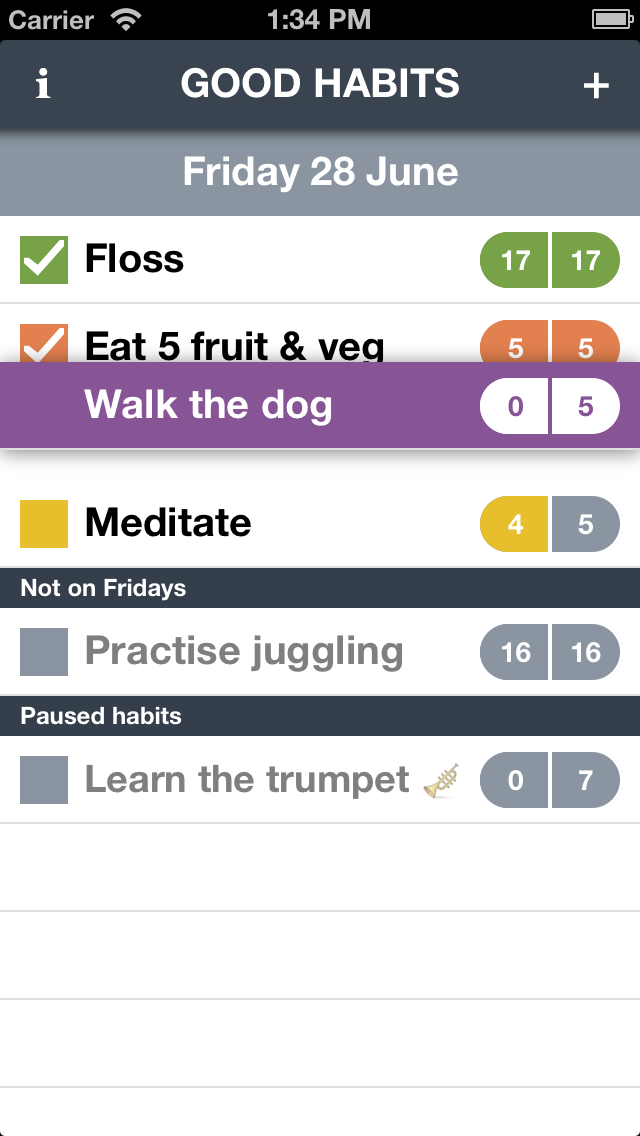 Carrier 1:34 PM
i GOOD HABITS +
Friday 28 June
Floss 17 17
Eat 5 fruit & veg 5 5
Walk the dog 0 5
Meditate 4 5
Not on Fridays
Practise juggling 16 16
Paused habits
Learn the trumpet 🎺 0 7